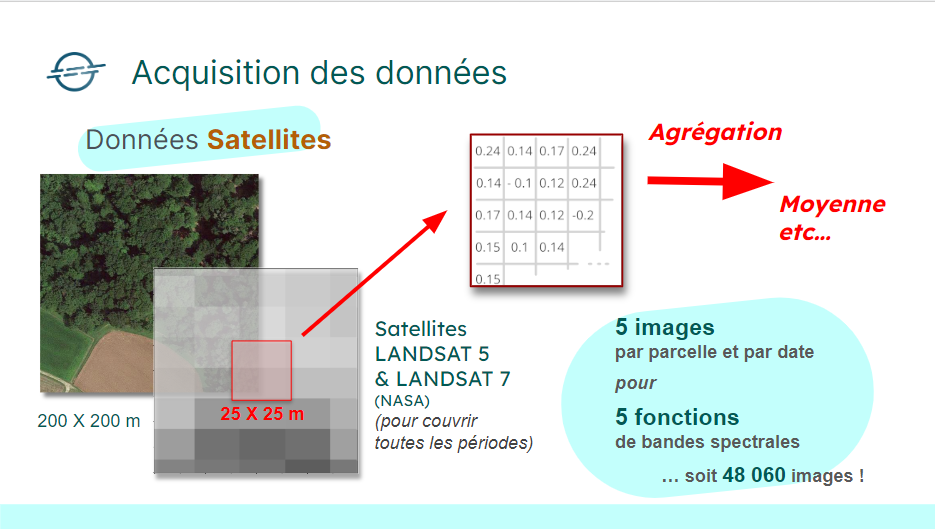 Acquisition des données
Données Satellites
200 X 200 m
25 X 25 m
Satellites
LANDSAT 5
& LANDSAT 7
(NASA)
(pour couvrir
toutes les périodes)
0.24 0.14 0.17 0.24
0.14 - 0.1 0.12 0.24
0.17 0.14 0.12 -0.2
0.15 0.1 0.14
0.15
Agrégation
Moyenne
etc...
5 images
par parcelle et par date
pour
5 fonctions
de bandes spectrales
... soit 48 060 images !